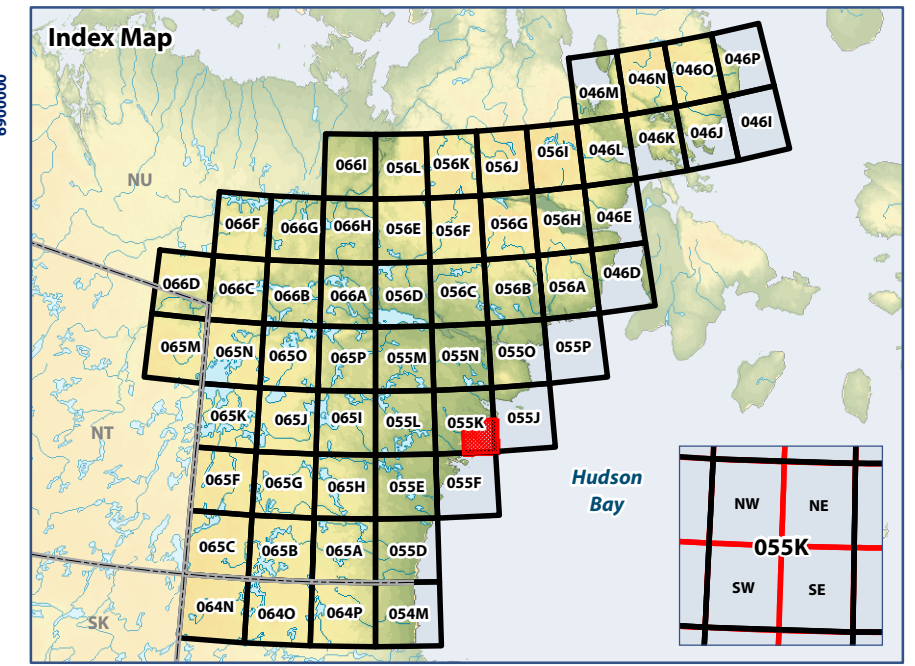 Index Map
6900000
046M 046N 046O 046P
046L 046K 046J 046I
066I 056L 056K 056J 056I
066F 066G 066H 056E 056F 056G 056H 046E
066D 066C 066B 066A 056D 056C 056B 056A 046D
065M 065N 065O 065P 055M 055N 055O 055P
065K 065J 065I 055L 055K 055J
065F 065G 065H 055E 055F
065C 065B 065A 055D
064N 064O 064P 054M
NU
NT
SK
Hudson
Bay
NW NE
055K
SW SE